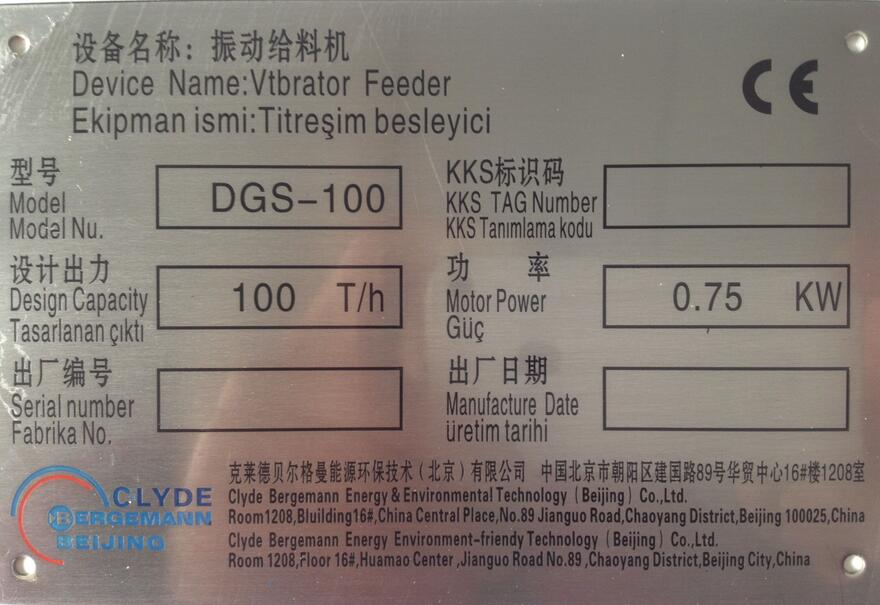 设备名称：振动给料机
Device Name:Vtbrator Feeder
Ekipman ismi:Titreşim besleyici
CE
型号
Model
Modəl Nu.
DGS-100
KKS标识码
KKS TAG Number
KKS Tanımlama kodu
设计出力
Design Capacity
Tasarlanan çıktı
100 T/h
功 率
Motor Power
Güç
0.75 KW
出厂编号
Serial number
Fabrika No.
出厂日期
Manufacture Date
üretim tarihi
CLYDE
BERGEMANN
BEIJING
克莱德贝尔格曼能源环保技术（北京）有限公司 中国北京市朝阳区建国路89号华贸中心16#楼1208室
Clyde Bergemann Energy & Environmental Technology (Beijing) Co.,Ltd.
Room1208,Bluilding16#,China Central Place,No.89 Jianguo Road,Chaoyang District,Beijing 100025,China
Clyde Bergemann Energy Environment-friendy Technology (Beijing) Co.,Ltd.
Room 1208,Floor 16#,Huamao Center ,Jianguo Road No.89 ,Chaoyang District,Beijing City,China